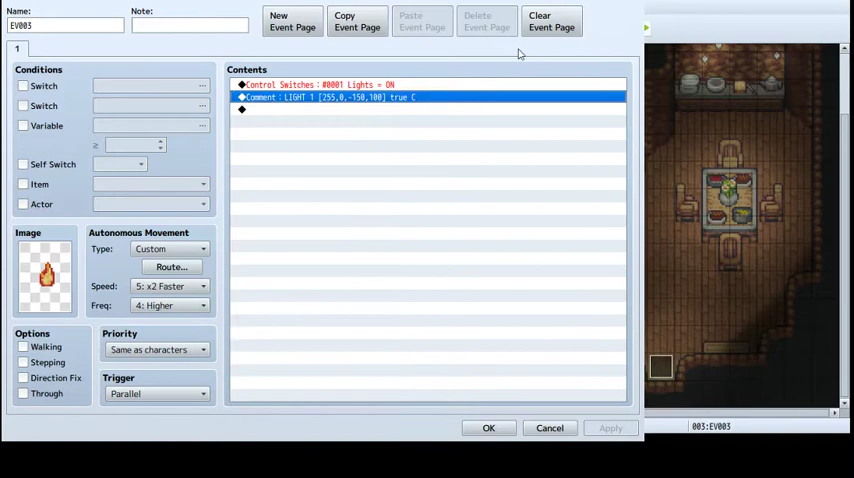 Name:
Note:
EV003
New
Event Page
Copy
Event Page
Paste
Event Page
Delete
Event Page
Clear
Event Page
1
Conditions
Switch
...
Switch
...
Variable
...
≥
Self Switch
Item
Actor
Image
Autonomous Movement
Type:
Custom
Route...
Speed:
5: x2 Faster
Freq:
4: Higher
Options
Walking
Stepping
Direction Fix
Through
Priority
Same as characters
Trigger
Parallel
Contents
◆Control Switches：#0001 Lights = ON
◆Comment：LIGHT 1 [255,0,-150,100] true C
◆
OK
Cancel
Apply
003:EV003